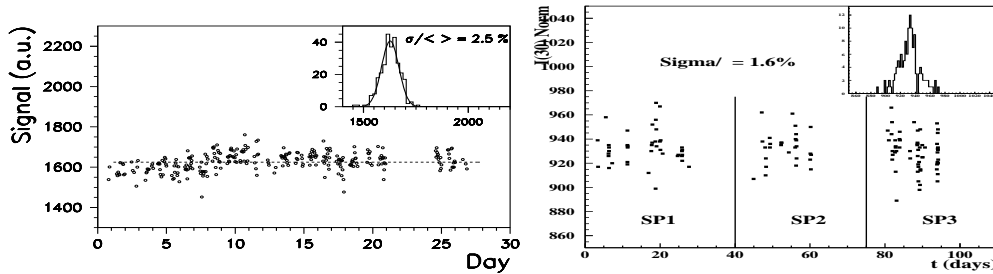 Signal (a.u.)
2200
2000
1800
1600
1400
0 5 10 15 20 25 30
Day
σ/< > = 2.5 %
40
20
0
1600 2000
I(30) Norm
1040
1020
1000
980
960
940
920
900
880
860
Sigma/ = 1.6%
SP1 SP2 SP3
0 20 40 60 80 100
t (days)